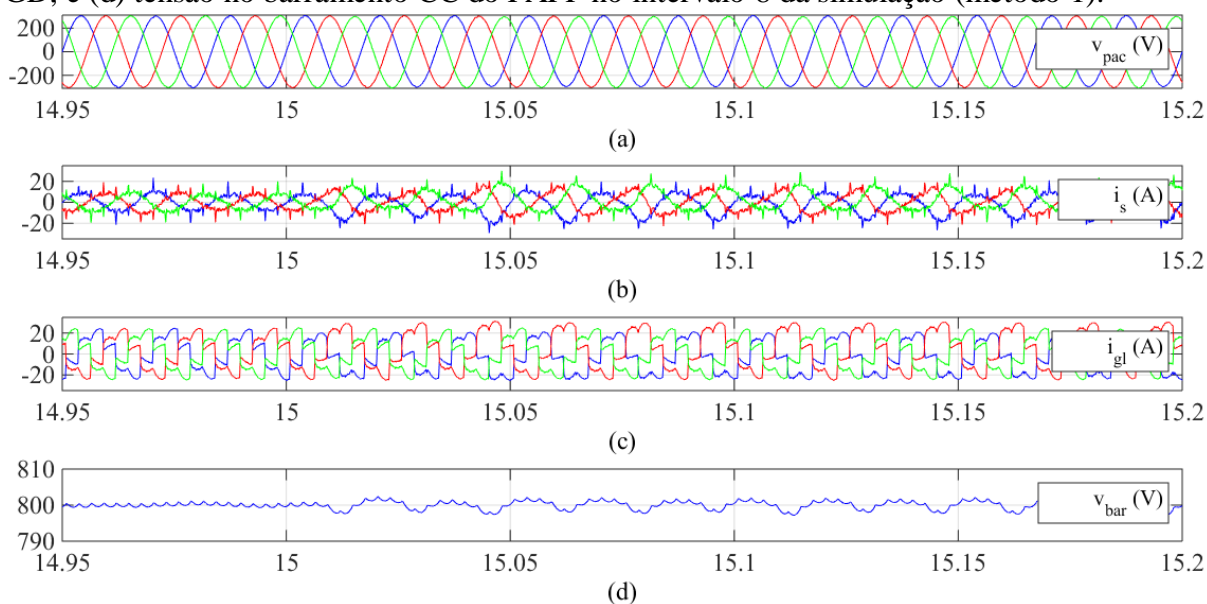 GD, e (d) tensão no barramento CC do FAPP no intervalo 6 da simulação (método 1).
200
0
-200
v_pac (V)
14.95 15 15.05 15.1 15.15 15.2
(a)
20
0
-20
i_s (A)
14.95 15 15.05 15.1 15.15 15.2
(b)
20
0
-20
i_gl (A)
14.95 15 15.05 15.1 15.15 15.2
(c)
810
800
790
v_bar (V)
14.95 15 15.05 15.1 15.15 15.2
(d)